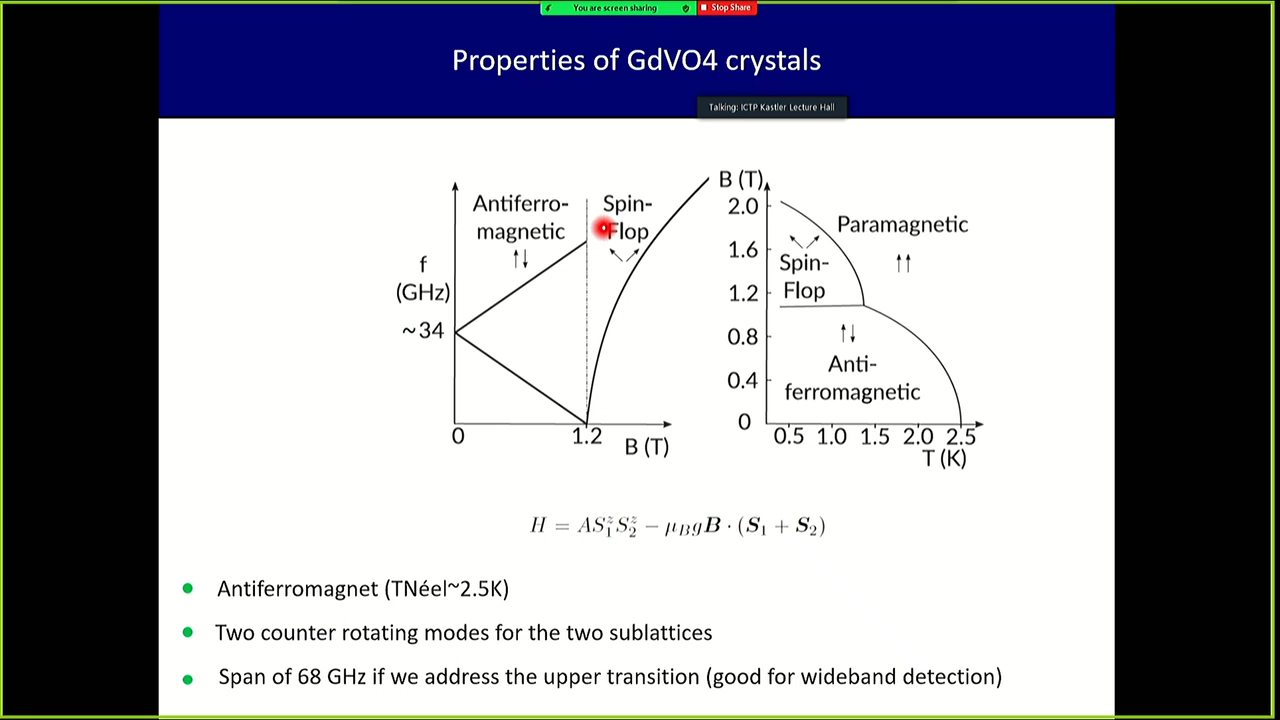 You are screen sharing
Stop Share
Properties of GdVO4 crystals
Talking: ICTP Kastler Lecture Hall
Antiferro-
magnetic
↑↓
Spin-
Flop
f
(GHz)
~34
0
1.2
B (T)
B (T)
2.0
1.6
1.2
0.8
0.4
0
Paramagnetic
↑↑
Spin-
Flop
↑↓
Anti-
ferromagnetic
0.5 1.0 1.5 2.0 2.5
T (K)
H = AS₁ᶻS₂ᶻ − μ_B gB · (S₁ + S₂)
Antiferromagnet (TNéel~2.5K)
Two counter rotating modes for the two sublattices
Span of 68 GHz if we address the upper transition (good for wideband detection)